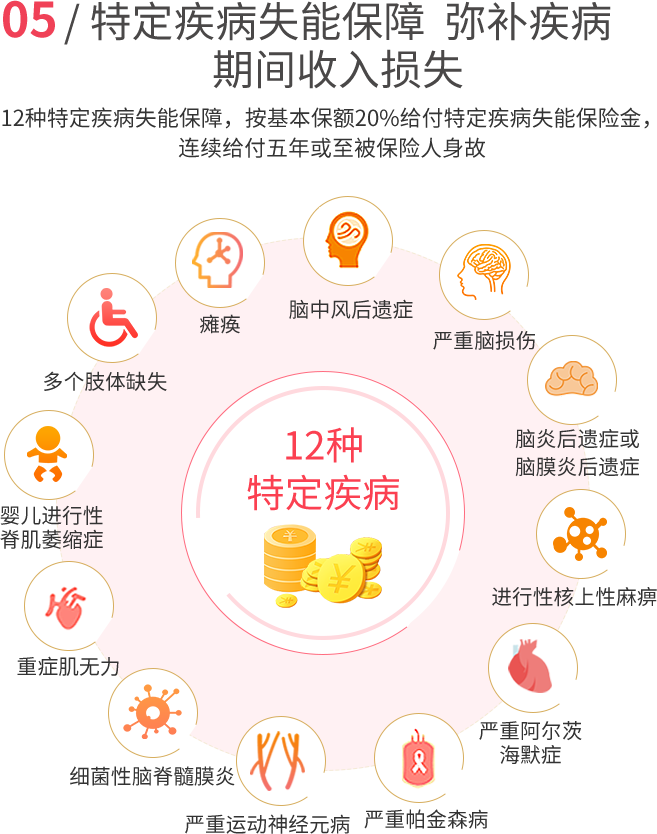 05/ 特定疾病失能保障 弥补疾病
期间收入损失
12种特定疾病失能保障，按基本保额20%给付特定疾病失能保险金，
连续给付五年或至被保险人身故
脑中风后遗症
瘫痪
严重脑损伤
多个肢体缺失
脑炎后遗症或
脑膜炎后遗症
12种
特定疾病
婴儿进行性
脊肌萎缩症
进行性核上性麻痹
重症肌无力
严重阿尔茨
海默症
细菌性脑脊髓膜炎
严重运动神经元病
严重帕金森病